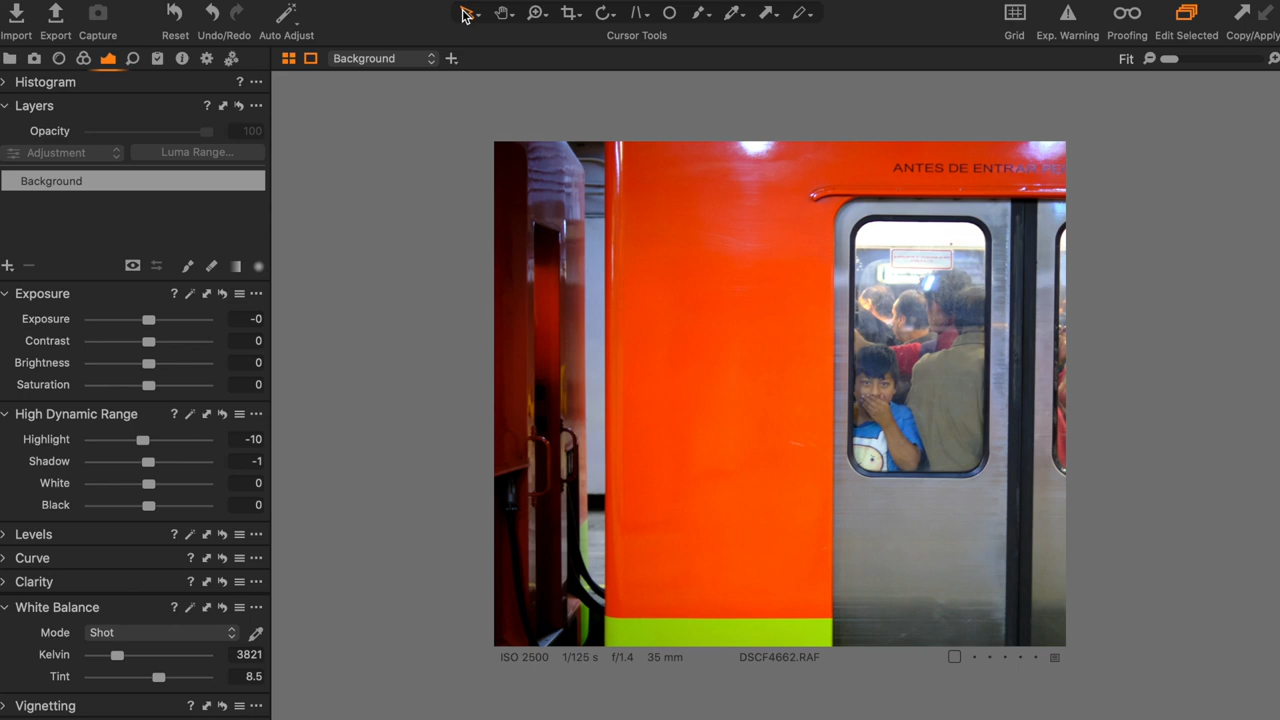 Import Export Capture Reset Undo/Redo Auto Adjust Cursor Tools Grid Exp. Warning Proofing Edit Selected Copy/Apply
Background Fit
Histogram ? ...
Layers ? ...
Opacity 100
Adjustment Luma Range...
Background
Exposure ? ...
Exposure -0
Contrast 0
Brightness 0
Saturation 0
High Dynamic Range ? ...
Highlight -10
Shadow -1
White 0
Black 0
Levels ? ...
Curve ? ...
Clarity ? ...
White Balance ? ...
Mode Shot
Kelvin 3821
Tint 8.5
Vignetting ? ...
ANTES DE ENTRAR
ISO 2500 1/125 s f/1.4 35 mm DSCF4662.RAF